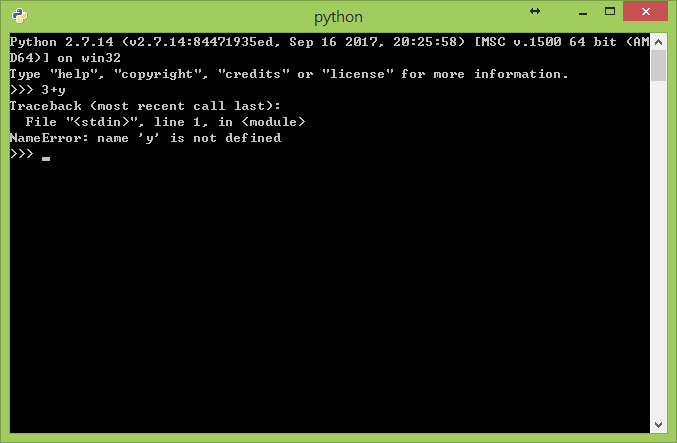 python
Python 2.7.14 (v2.7.14:84471935ed, Sep 16 2017, 20:25:58) [MSC v.1500 64 bit (AM
D64)] on win32
Type "help", "copyright", "credits" or "license" for more information.
>>> 3+y
Traceback (most recent call last):
  File "<stdin>", line 1, in <module>
NameError: name 'y' is not defined
>>> _